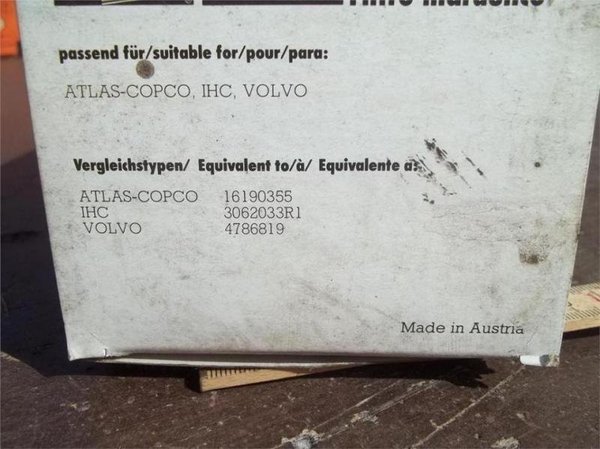 passend für/suitable for/pour/para:
ATLAS-COPCO, IHC, VOLVO
Vergleichstypen/ Equivalent to/à/ Equivalente a:
ATLAS-COPCO 16190355
IHC 3062033R1
VOLVO 4786819
Made in Austria